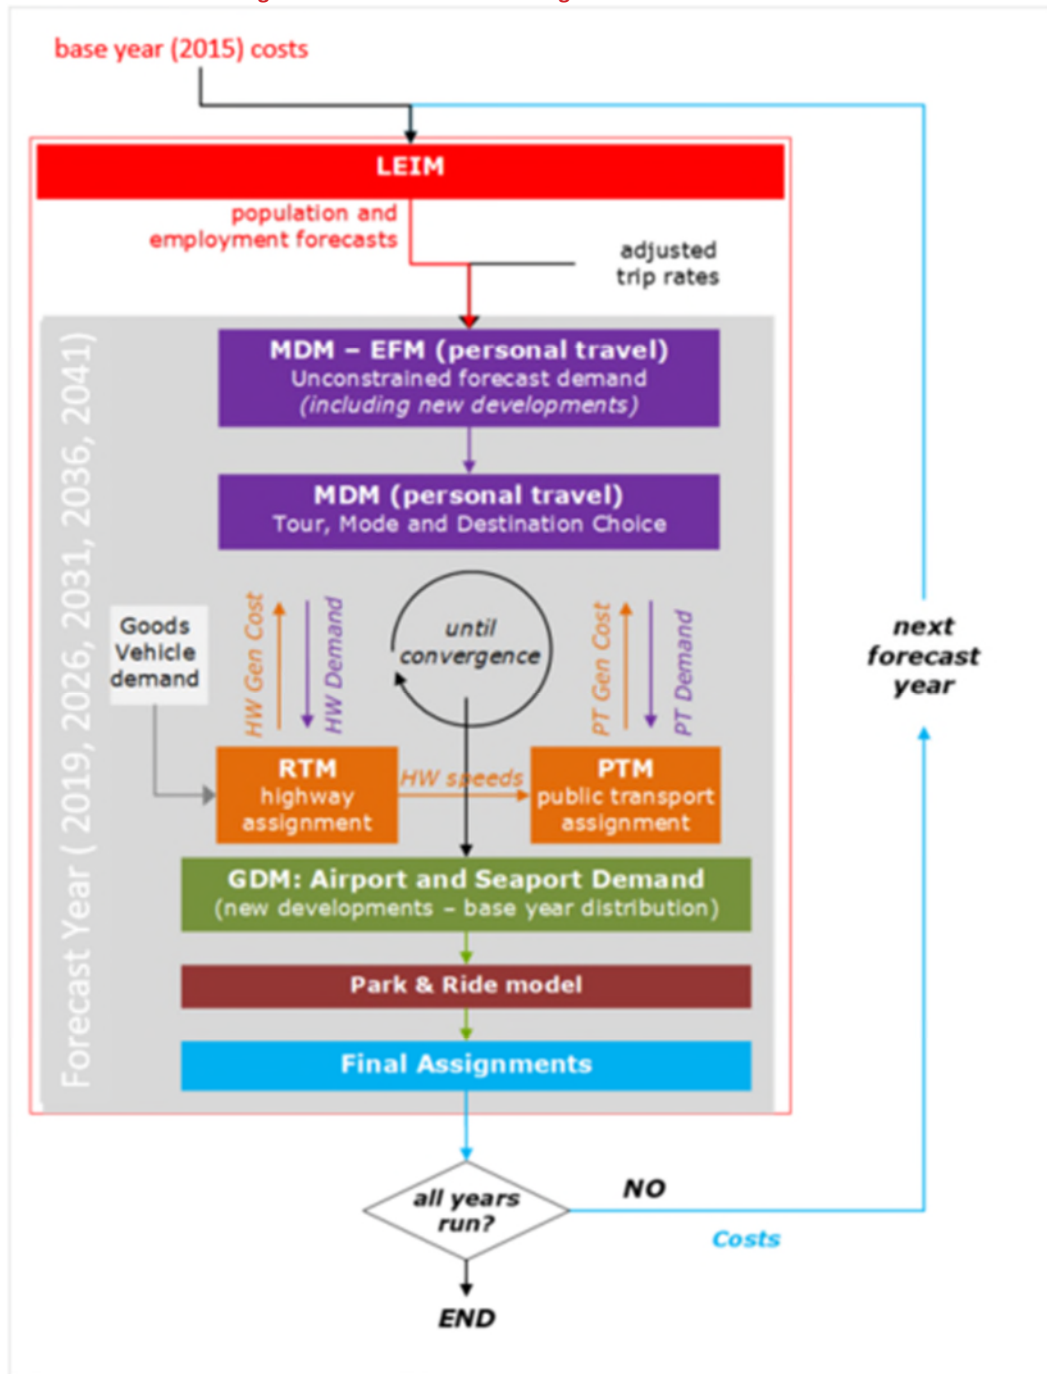 base year (2015) costs
LEIM
population and
employment forecasts
adjusted
trip rates
Forecast Year ( 2019, 2026, 2031, 2036, 2041)
MDM – EFM (personal travel)
Unconstrained forecast demand
(including new developments)
MDM (personal travel)
Tour, Mode and Destination Choice
Goods
Vehicle
demand
HW Gen Cost
HW Demand
until
convergence
PT Gen Cost
PT Demand
next
forecast
year
RTM
highway
assignment
HW speeds
PTM
public transport
assignment
GDM: Airport and Seaport Demand
(new developments – base year distribution)
Park & Ride model
Final Assignments
all years
run?
NO
Costs
END